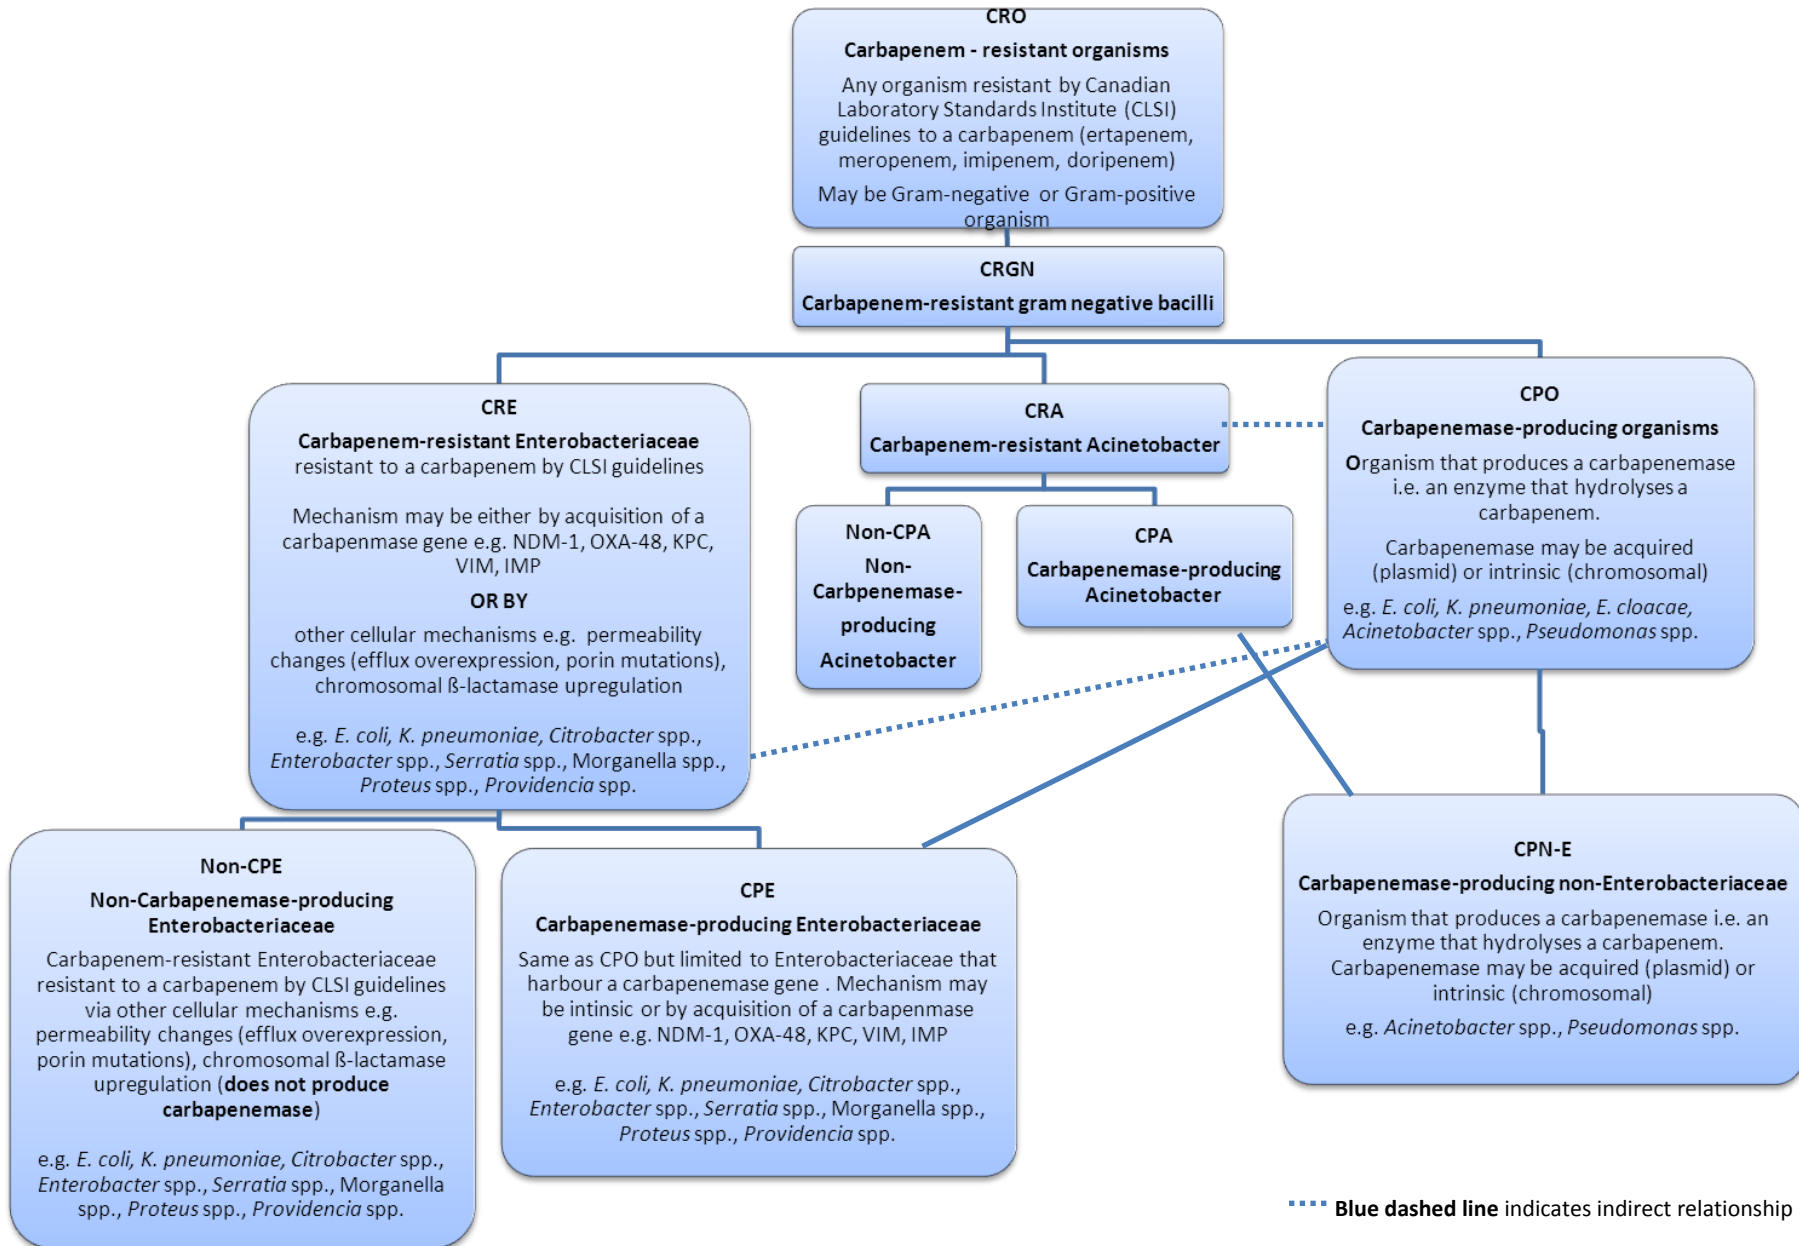 CRO
Carbapenem - resistant organisms
Any organism resistant by Canadian
Laboratory Standards Institute (CLSI)
guidelines to a carbapenem (ertapenem,
meropenem, imipenem, doripenem)
May be Gram-negative or Gram-positive
organism
CRGN
Carbapenem-resistant gram negative bacilli
CRE
Carbapenem-resistant Enterobacteriaceae
resistant to a carbapenem by CLSI guidelines
Mechanism may be either by acquisition of a
carbapenmase gene e.g. NDM-1, OXA-48, KPC,
VIM, IMP
OR BY
other cellular mechanisms e.g. permeability
changes (efflux overexpression, porin mutations),
chromosomal ß-lactamase upregulation
e.g. E. coli, K. pneumoniae, Citrobacter spp.,
Enterobacter spp., Serratia spp., Morganella spp.,
Proteus spp., Providencia spp.
CRA
Carbapenem-resistant Acinetobacter
Non-CPA
Non-
Carbpenemase-
producing
Acinetobacter
CPA
Carbapenemase-producing
Acinetobacter
CPO
Carbapenemase-producing organisms
Organism that produces a carbapenemase
i.e. an enzyme that hydrolyses a
carbapenem.
Carbapenemase may be acquired
(plasmid) or intrinsic (chromosomal)
e.g. E. coli, K. pneumoniae, E. cloacae,
Acinetobacter spp., Pseudomonas spp.
Non-CPE
Non-Carbapenemase-producing
Enterobacteriaceae
Carbapenem-resistant Enterobacteriaceae
resistant to a carbapenem by CLSI guidelines
via other cellular mechanisms e.g.
permeability changes (efflux overexpression,
porin mutations), chromosomal ß-lactamase
upregulation (does not produce
carbapenemase)
e.g. E. coli, K. pneumoniae, Citrobacter spp.,
Enterobacter spp., Serratia spp., Morganella
spp., Proteus spp., Providencia spp.
CPE
Carbapenemase-producing Enterobacteriaceae
Same as CPO but limited to Enterobacteriaceae that
harbour a carbapenemase gene . Mechanism may
be intinsic or by acquisition of a carbapenmase
gene e.g. NDM-1, OXA-48, KPC, VIM, IMP
e.g. E. coli, K. pneumoniae, Citrobacter spp.,
Enterobacter spp., Serratia spp., Morganella spp.,
Proteus spp., Providencia spp.
CPN-E
Carbapenemase-producing non-Enterobacteriaceae
Organism that produces a carbapenemase i.e. an
enzyme that hydrolyses a carbapenem.
Carbapenemase may be acquired (plasmid) or
intrinsic (chromosomal)
e.g. Acinetobacter spp., Pseudomonas spp.
Blue dashed line indicates indirect relationship